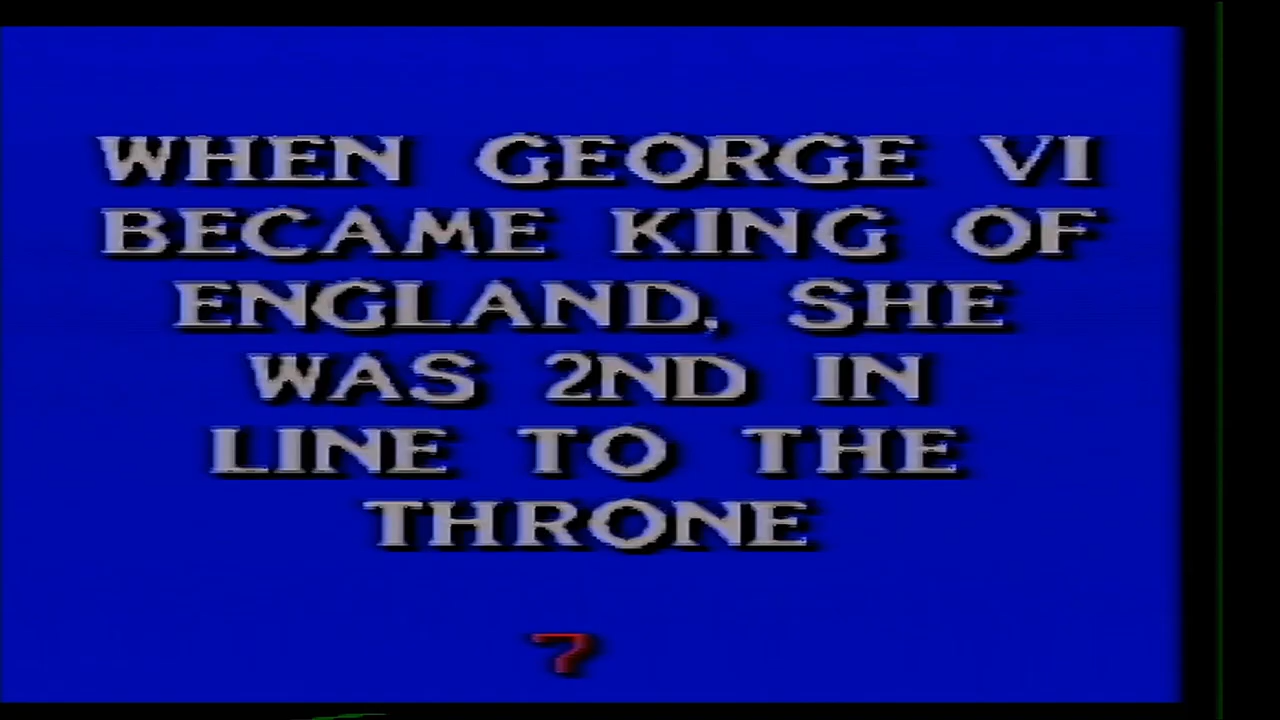 WHEN GEORGE VI
BECAME KING OF
ENGLAND, SHE
WAS 2ND IN
LINE TO THE
THRONE
7